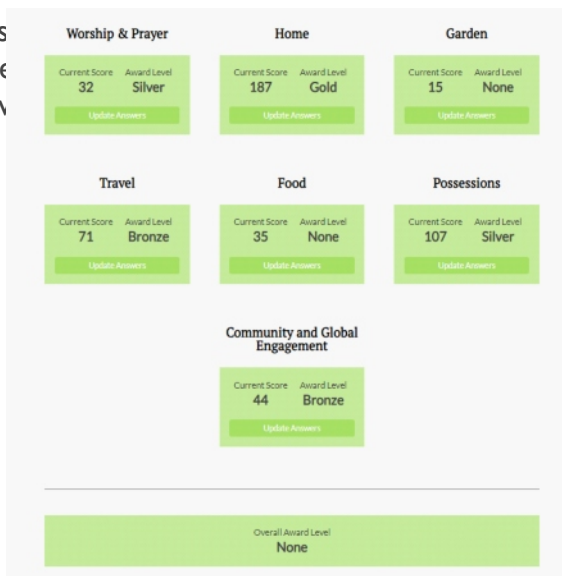 Worship & Prayer
Current Score Award Level
32 Silver
Update Answers
Home
Current Score Award Level
187 Gold
Update Answers
Garden
Current Score Award Level
15 None
Update Answers
Travel
Current Score Award Level
71 Bronze
Update Answers
Food
Current Score Award Level
35 None
Update Answers
Possessions
Current Score Award Level
107 Silver
Update Answers
Community and Global
Engagement
Current Score Award Level
44 Bronze
Update Answers
Overall Award Level
None